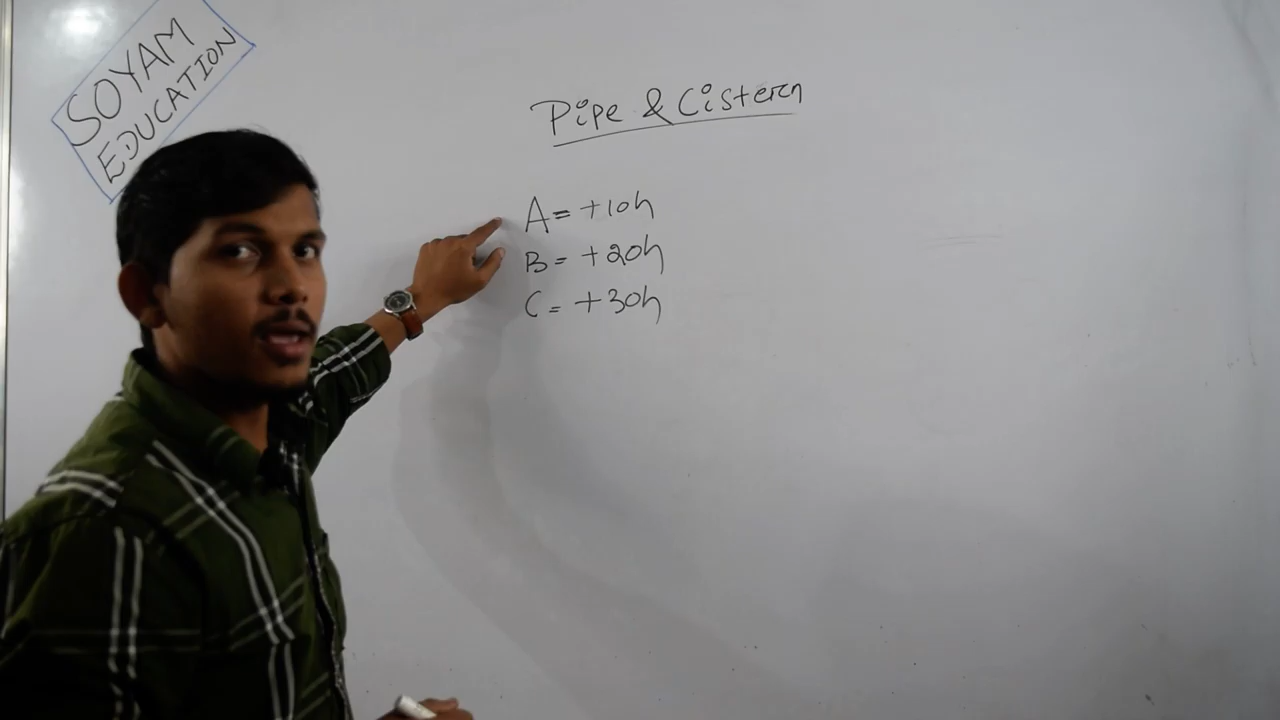 SOYAM
EDUCATION
Pipe & Cistern
A = +10h
B = +20h
C = +30h